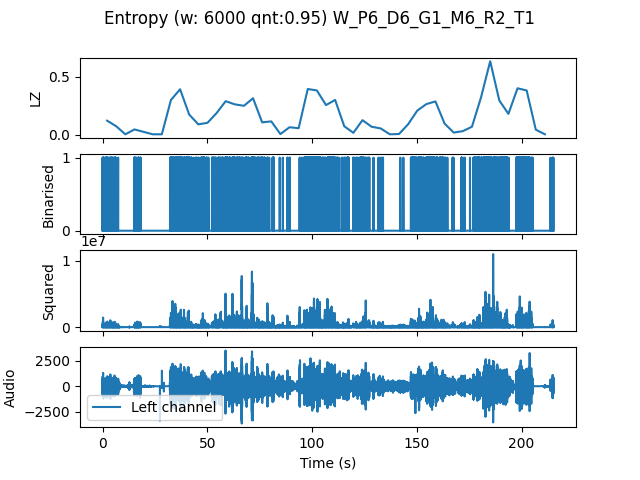 Entropy (w: 6000 qnt:0.95) W_P6_D6_G1_M6_R2_T1
LZ
0.5
0.0
Binarised
1
0
1e7
Squared
1
0
Audio
2500
0
−2500
Left channel
0 50 100 150 200
Time (s)